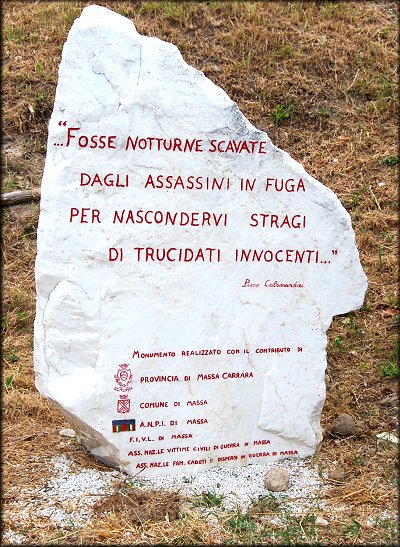 ..."FOSSE NOTTURNE SCAVATE
DAGLI ASSASSINI IN FUGA
PER NASCONDERVI STRAGI
DI TRUCIDATI INNOCENTI..."
Piero Calamandrei
MONUMENTO REALIZZATO CON IL CONTRIBUTO DI
PROVINCIA DI MASSA CARRARA
COMUNE DI MASSA
A.N.P.I. DI MASSA
F.I.V.L. DI MASSA
ASS. NAZ. LE VITTIME CIVILI DI GUERRA DI MASSA
ASS. NAZ. LE FAM. CADUTI E DISPERSI DI GUERRA DI MASSA